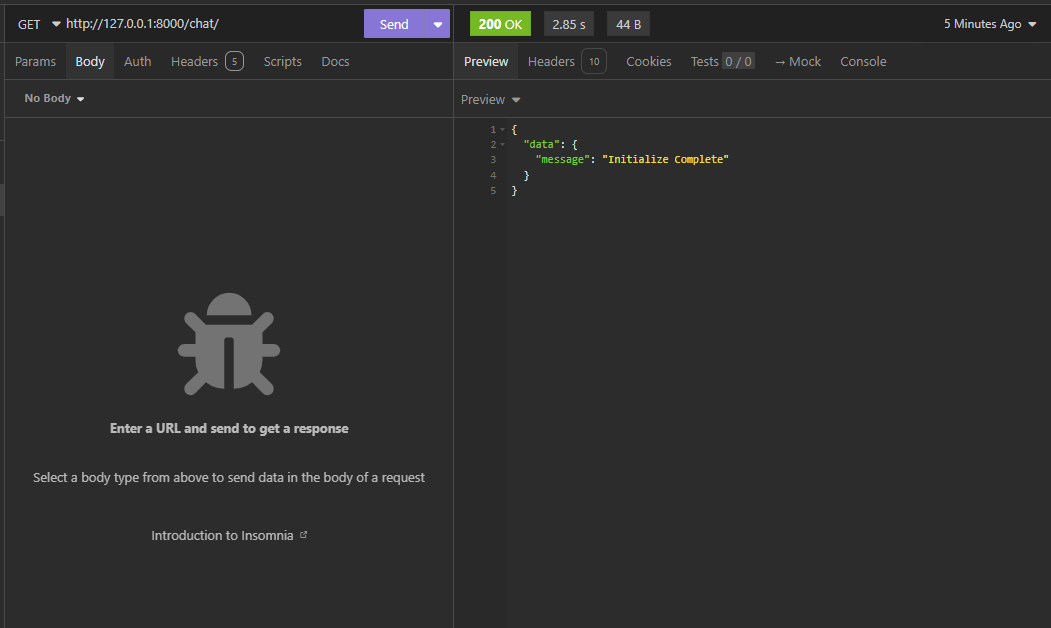 GET http://127.0.0.1:8000/chat/ Send
200 OK 2.85 s 44 B 5 Minutes Ago
Params Body Auth Headers 5 Scripts Docs
Preview Headers 10 Cookies Tests 0 / 0 → Mock Console
No Body
Preview
1 {
2 "data": {
3 "message": "Initialize Complete"
4 }
5 }
Enter a URL and send to get a response
Select a body type from above to send data in the body of a request
Introduction to Insomnia